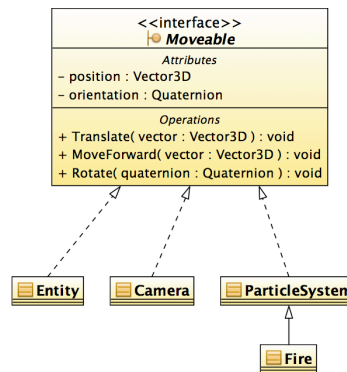 <<interface>>
Moveable
Attributes
- position : Vector3D
- orientation : Quaternion
Operations
+ Translate( vector : Vector3D ) : void
+ MoveForward( vector : Vector3D ) : void
+ Rotate( quaternion : Quaternion ) : void
Entity Camera ParticleSystem
Fire